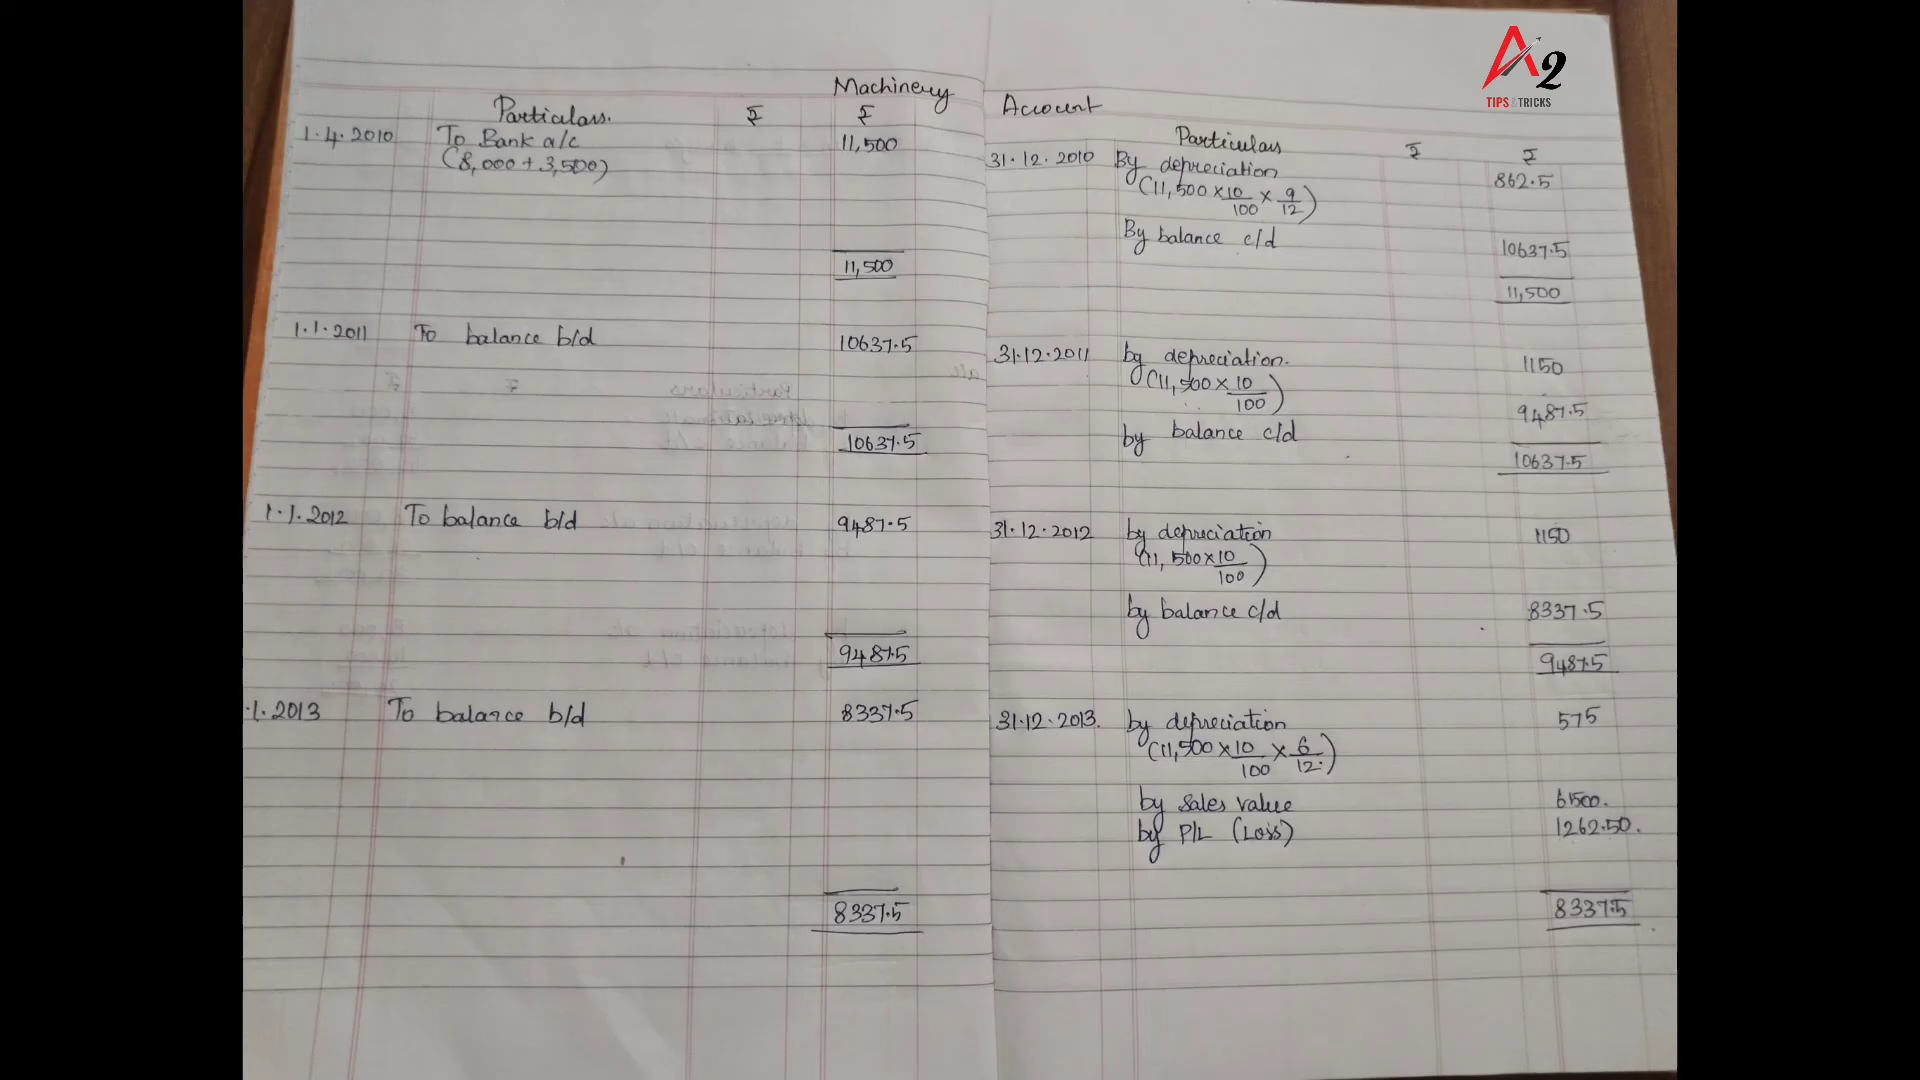 A2
TIPS & TRICKS
Machinery Account
Particulars. ₹ ₹
1.4.2010 To Bank a/c 11,500
(8,000+3,500)
11,500
1.1.2011 To balance b/d 10637.5
10637.5
1.1.2012 To balance b/d 9487.5
9487.5
.1.2013 To balance b/d 8337.5
8337.5
Particulars ₹ ₹
31.12.2010 By depreciation 862.5
(11,500 × 10/100 × 9/12)
By balance c/d 10637.5
11,500
31.12.2011 by depreciation. 1150
(11,500 × 10/100)
by balance c/d 9487.5
10637.5
31.12.2012 by depreciation 1150
(11,500 × 10/100)
by balance c/d 8337.5
9487.5
31.12.2013. by depreciation 575
(11,500 × 10/100 × 6/12.)
by sales value 6500.
by P/L (Loss) 1262.50.
8337.5